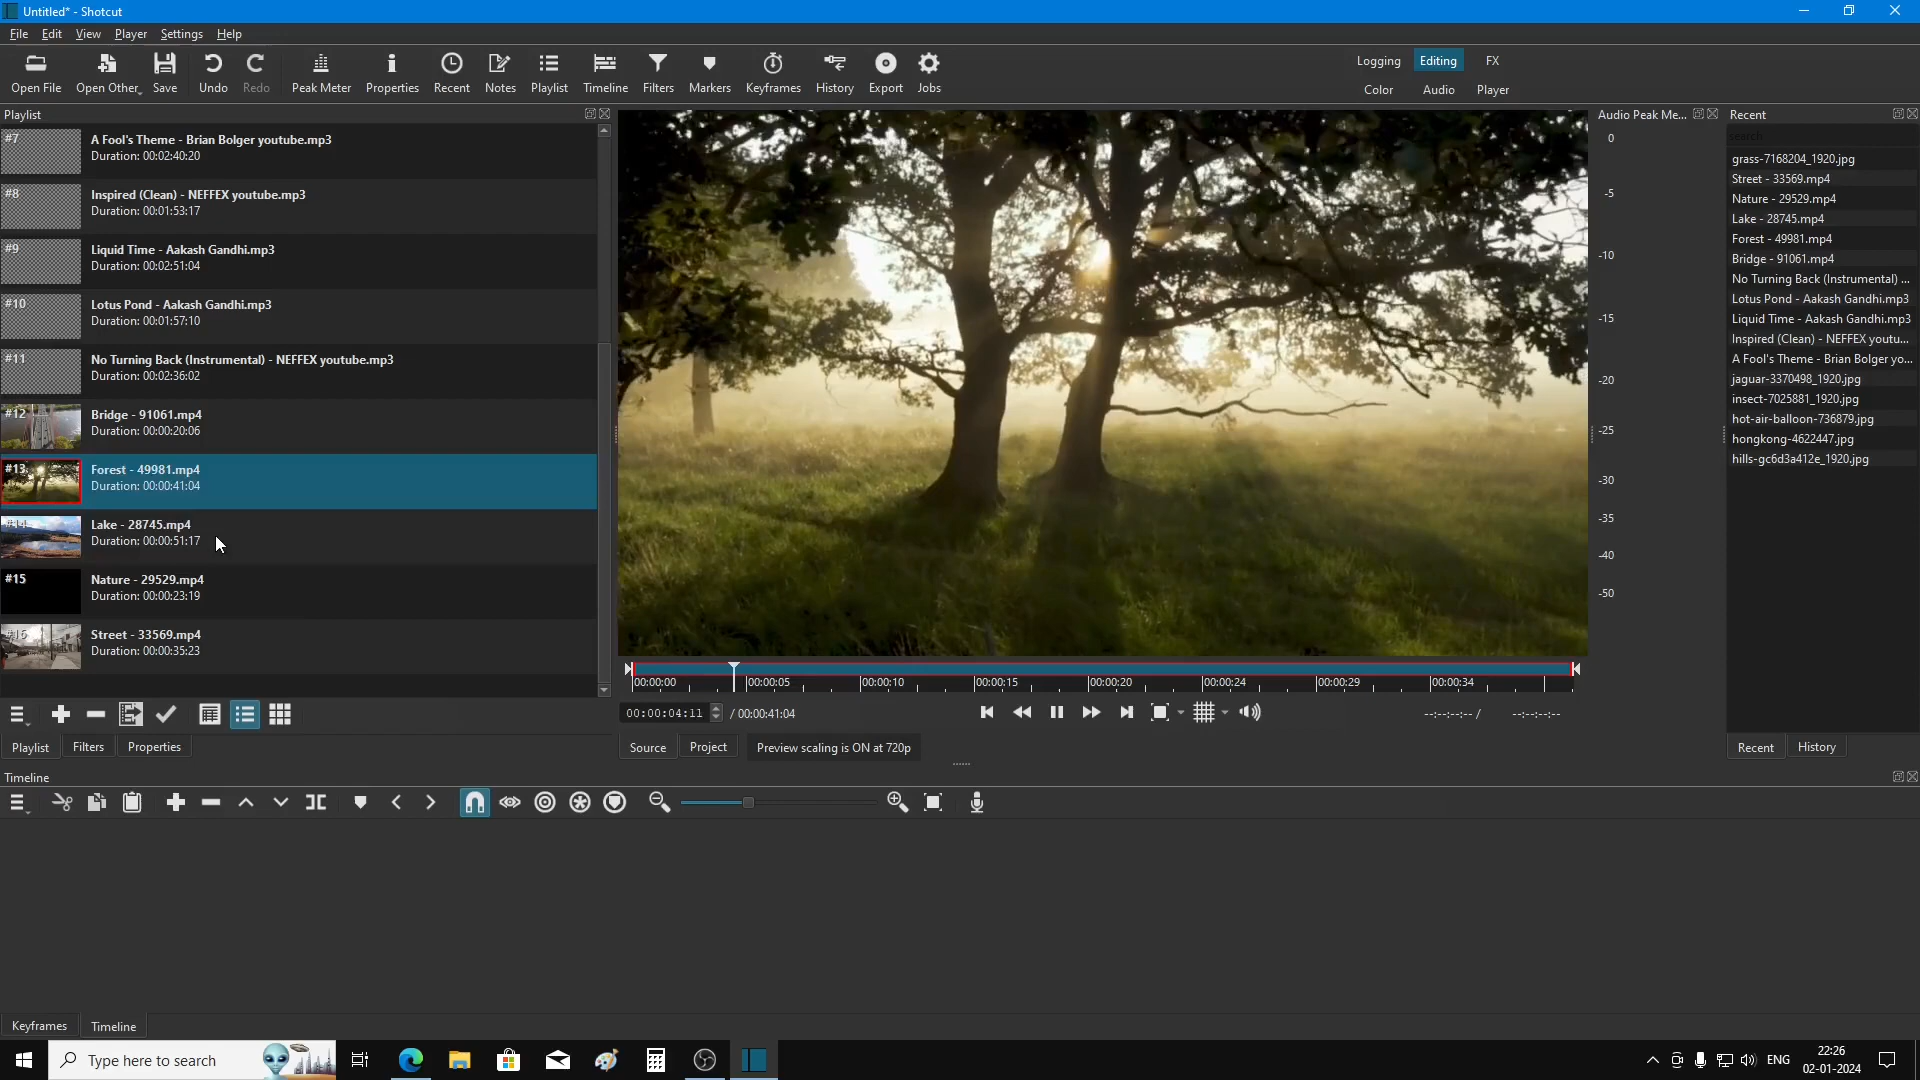 Untitled* - Shotcut
File Edit View Player Settings Help
Open File Open Other Save Undo Redo Peak Meter Properties Recent Notes Playlist Timeline Filters Markers Keyframes History Export Jobs
Logging Editing FX
Color Audio Player
Playlist
#7 A Fool's Theme - Brian Bolger youtube.mp3
Duration: 00:02:40:20
#8 Inspired (Clean) - NEFFEX youtube.mp3
Duration: 00:01:53:17
#9 Liquid Time - Aakash Gandhi.mp3
Duration: 00:02:51:04
#10 Lotus Pond - Aakash Gandhi.mp3
Duration: 00:01:57:10
#11 No Turning Back (Instrumental) - NEFFEX youtube.mp3
Duration: 00:02:36:02
#12 Bridge - 91061.mp4
Duration: 00:00:20:06
#13 Forest - 49981.mp4
Duration: 00:00:41:04
#14 Lake - 28745.mp4
Duration: 00:00:51:17
#15 Nature - 29529.mp4
Duration: 00:00:23:19
#16 Street - 33569.mp4
Duration: 00:00:35:23
Playlist Filters Properties
00:00:00 00:00:05 00:00:10 00:00:15 00:00:20 00:00:24 00:00:29 00:00:34
00:00:04:11 / 00:00:41:04
--:--:--:-- / --:--:--:--
Source Project Preview scaling is ON at 720p
Audio Peak Me...
0
-5
-10
-15
-20
-25
-30
-35
-40
-50
Recent
search
grass-7168204_1920.jpg
Street - 33569.mp4
Nature - 29529.mp4
Lake - 28745.mp4
Forest - 49981.mp4
Bridge - 91061.mp4
No Turning Back (Instrumental) ...
Lotus Pond - Aakash Gandhi.mp3
Liquid Time - Aakash Gandhi.mp3
Inspired (Clean) - NEFFEX youtu...
A Fool's Theme - Brian Bolger yo...
jaguar-3370498_1920.jpg
insect-7025881_1920.jpg
hot-air-balloon-736879.jpg
hongkong-4622447.jpg
hills-gc6d3a412e_1920.jpg
Recent History
Timeline
Keyframes Timeline
Type here to search
ENG
22:26
02-01-2024